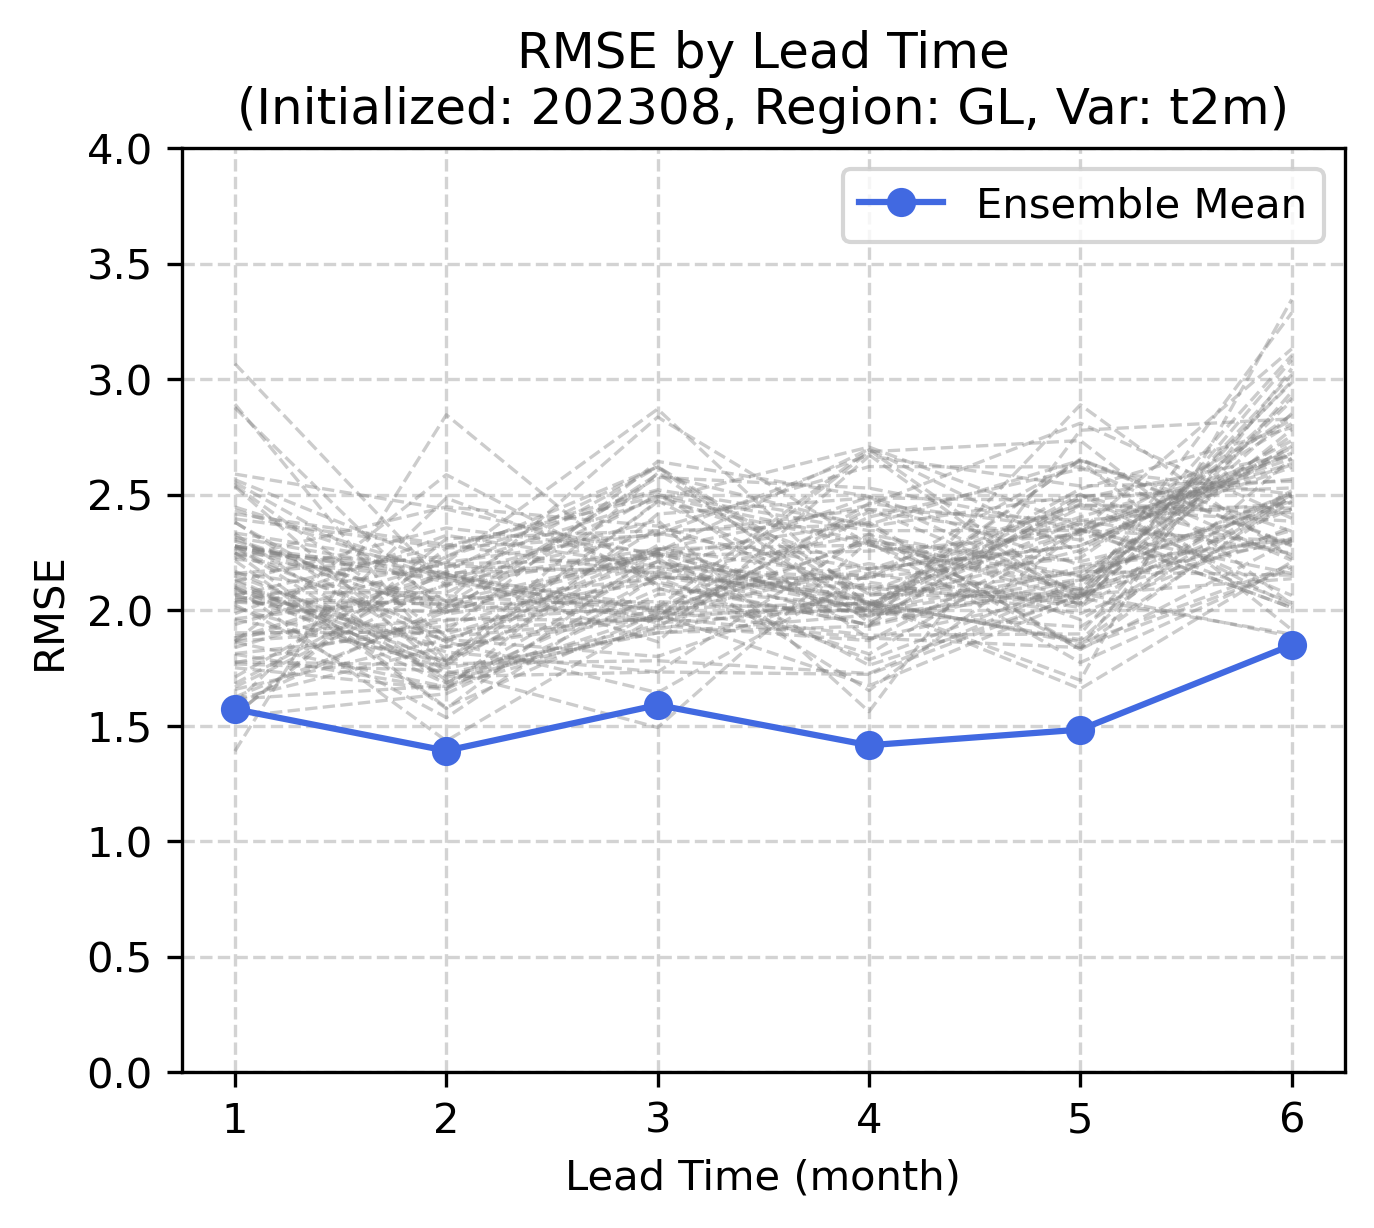 RMSE by Lead Time
(Initialized: 202308, Region: GL, Var: t2m)
4.0
3.5
3.0
2.5
2.0
1.5
1.0
0.5
0.0
RMSE
Ensemble Mean
1 2 3 4 5 6
Lead Time (month)